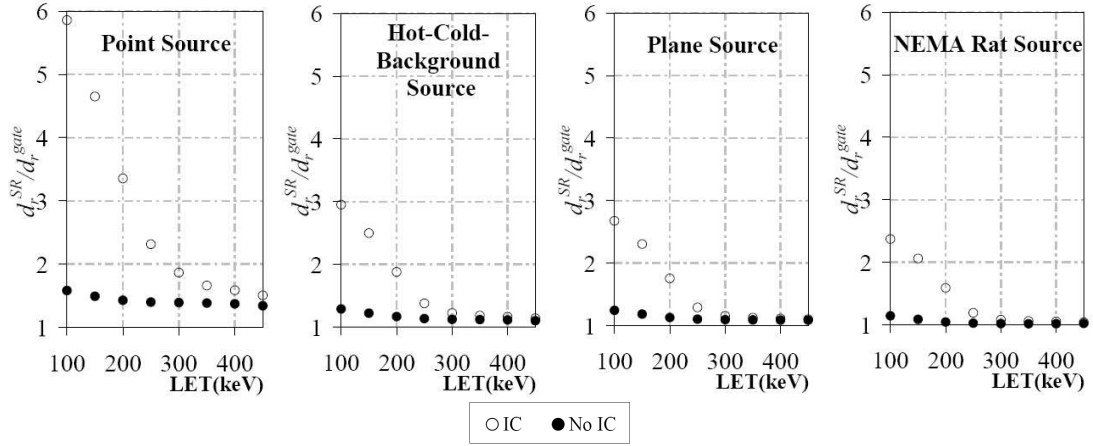 6
5
4
3
2
1
Point Source
d_r^SR/d_r^gate
100 200 300 400
LET(keV)
6
5
4
3
2
1
Hot-Cold-
Background
Source
d_r^SR/d_r^gate
100 200 300 400
LET(keV)
6
5
4
3
2
1
Plane Source
d_r^SR/d_r^gate
100 200 300 400
LET(keV)
6
5
4
3
2
1
NEMA Rat Source
d_r^SR/d_r^gate
100 200 300 400
LET(keV)
IC No IC